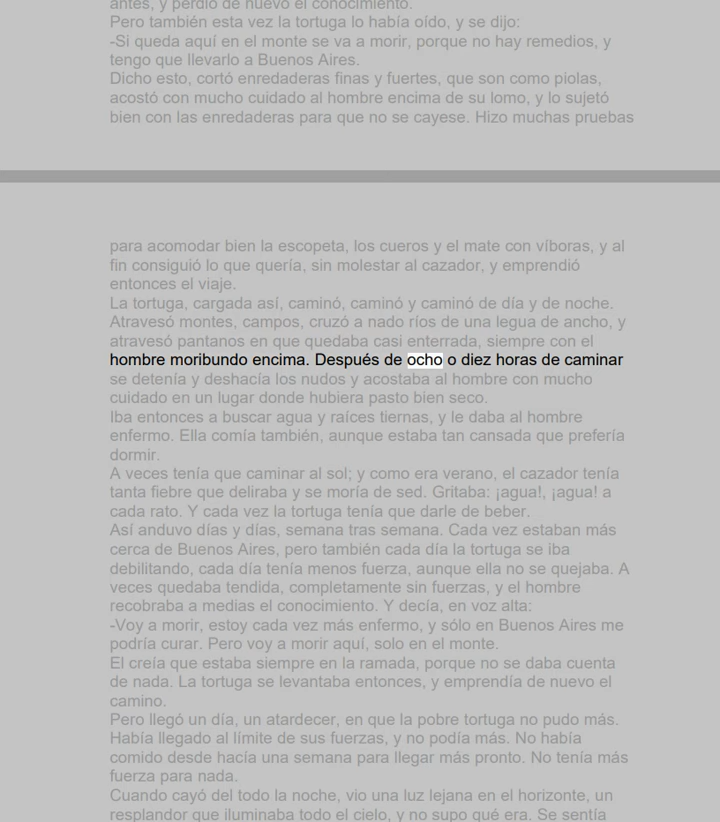 antes, y perdió de nuevo el conocimiento.
Pero también esta vez la tortuga lo había oído, y se dijo:
-Si queda aquí en el monte se va a morir, porque no hay remedios, y
tengo que llevarlo a Buenos Aires.
Dicho esto, cortó enredaderas finas y fuertes, que son como piolas,
acostó con mucho cuidado al hombre encima de su lomo, y lo sujetó
bien con las enredaderas para que no se cayese. Hizo muchas pruebas
para acomodar bien la escopeta, los cueros y el mate con víboras, y al
fin consiguió lo que quería, sin molestar al cazador, y emprendió
entonces el viaje.
La tortuga, cargada así, caminó, caminó y caminó de día y de noche.
Atravesó montes, campos, cruzó a nado ríos de una legua de ancho, y
atravesó pantanos en que quedaba casi enterrada, siempre con el
hombre moribundo encima. Después de ocho o diez horas de caminar
se detenía y deshacía los nudos y acostaba al hombre con mucho
cuidado en un lugar donde hubiera pasto bien seco.
Iba entonces a buscar agua y raíces tiernas, y le daba al hombre
enfermo. Ella comía también, aunque estaba tan cansada que prefería
dormir.
A veces tenía que caminar al sol; y como era verano, el cazador tenía
tanta fiebre que deliraba y se moría de sed. Gritaba: ¡agua!, ¡agua! a
cada rato. Y cada vez la tortuga tenía que darle de beber.
Así anduvo días y días, semana tras semana. Cada vez estaban más
cerca de Buenos Aires, pero también cada día la tortuga se iba
debilitando, cada día tenía menos fuerza, aunque ella no se quejaba. A
veces quedaba tendida, completamente sin fuerzas, y el hombre
recobraba a medias el conocimiento. Y decía, en voz alta:
-Voy a morir, estoy cada vez más enfermo, y sólo en Buenos Aires me
podría curar. Pero voy a morir aquí, solo en el monte.
El creía que estaba siempre en la ramada, porque no se daba cuenta
de nada. La tortuga se levantaba entonces, y emprendía de nuevo el
camino.
Pero llegó un día, un atardecer, en que la pobre tortuga no pudo más.
Había llegado al límite de sus fuerzas, y no podía más. No había
comido desde hacía una semana para llegar más pronto. No tenía más
fuerza para nada.
Cuando cayó del todo la noche, vio una luz lejana en el horizonte, un
resplandor que iluminaba todo el cielo, y no supo qué era. Se sentía